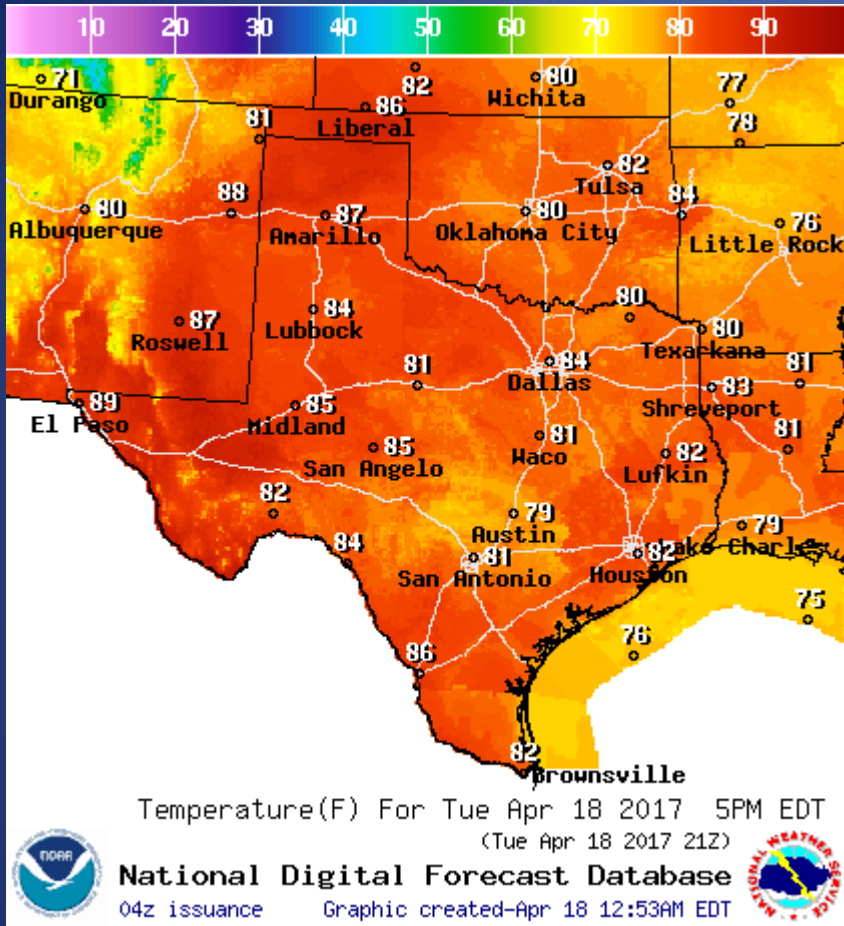 10 20 30 40 50 60 70 80 90
71
Durango
82
80
Wichita
77
86
Liberal
81
78
82
Tulsa
88
80
Albuquerque
87
Amarillo
80
Oklahoma City
84
76
Little Rock
87
Roswell
84
Lubbock
80
80
Texarkana
81
84
Dallas
81
83
Shreveport
89
El Paso
85
Midland
85
San Angelo
81
Waco
82
Lufkin
81
82
79
Austin
79
Lake Charles
84
81
San Antonio
82
Houston
75
76
86
82
Brownsville
Temperature(F) For Tue Apr 18 2017 5PM EDT
(Tue Apr 18 2017 21Z)
NOAA
National Digital Forecast Database
NATIONAL WEATHER SERVICE
04z issuance Graphic created-Apr 18 12:53AM EDT